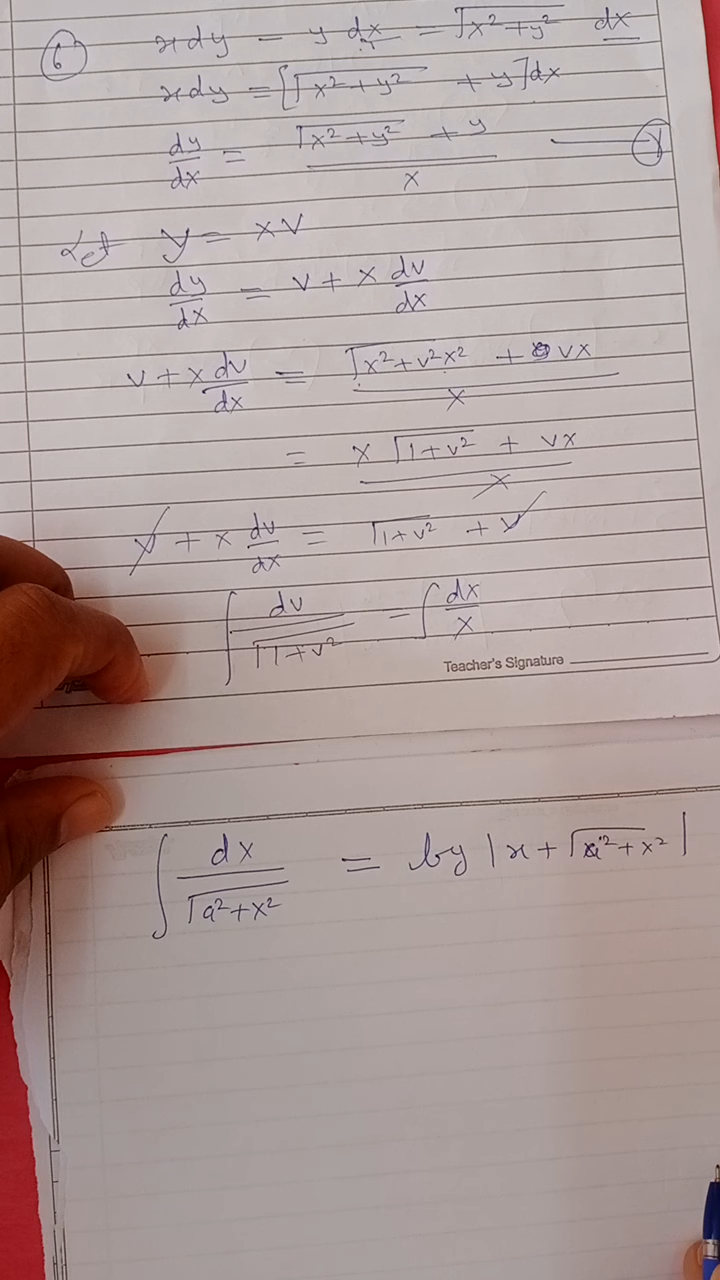 6 xdy - y dx = √x²+y² dx
xdy = [√x²+y² + y]dx
dy/dx = (√x²+y² + y)/x — 1
Let y = xv
dy/dx = v + x dv/dx
v + x dv/dx = (√x²+v²x² + vx)/x
= (x √1+v² + vx)/x
v + x dv/dx = √1+v² + v
∫ dv/√1+v² = ∫ dx/x
Teacher's Signature
∫ dx/√a²+x² = log |x + √a²+x²|